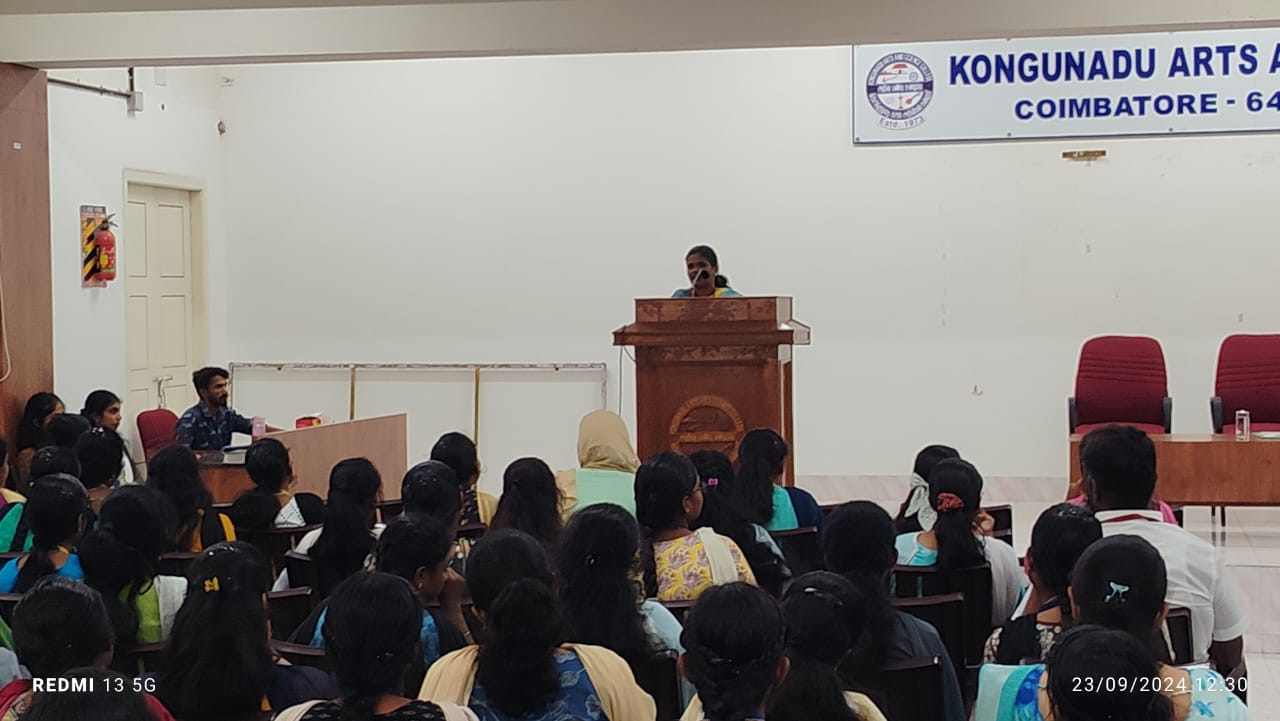 KONGUNADU ARTS A
COIMBATORE - 64
Estd. 1973
REDMI 13 5G
23/09/2024 12:30